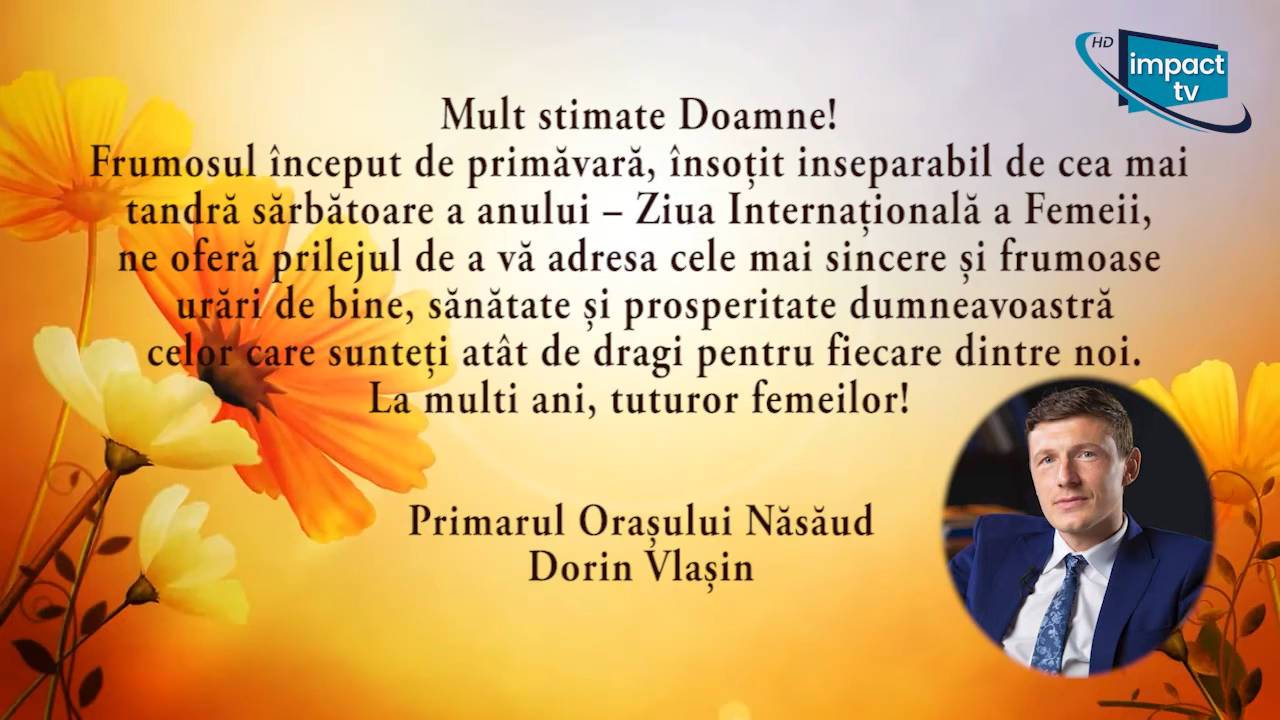 HD
impact
tv
Mult stimate Doamne!
Frumosul început de primăvară, însoțit inseparabil de cea mai
tandră sărbătoare a anului – Ziua Internațională a Femeii,
ne oferă prilejul de a vă adresa cele mai sincere și frumoase
urări de bine, sănătate și prosperitate dumneavoastră
celor care sunteți atât de dragi pentru fiecare dintre noi.
La multi ani, tuturor femeilor!
Primarul Orașului Năsăud
Dorin Vlașin